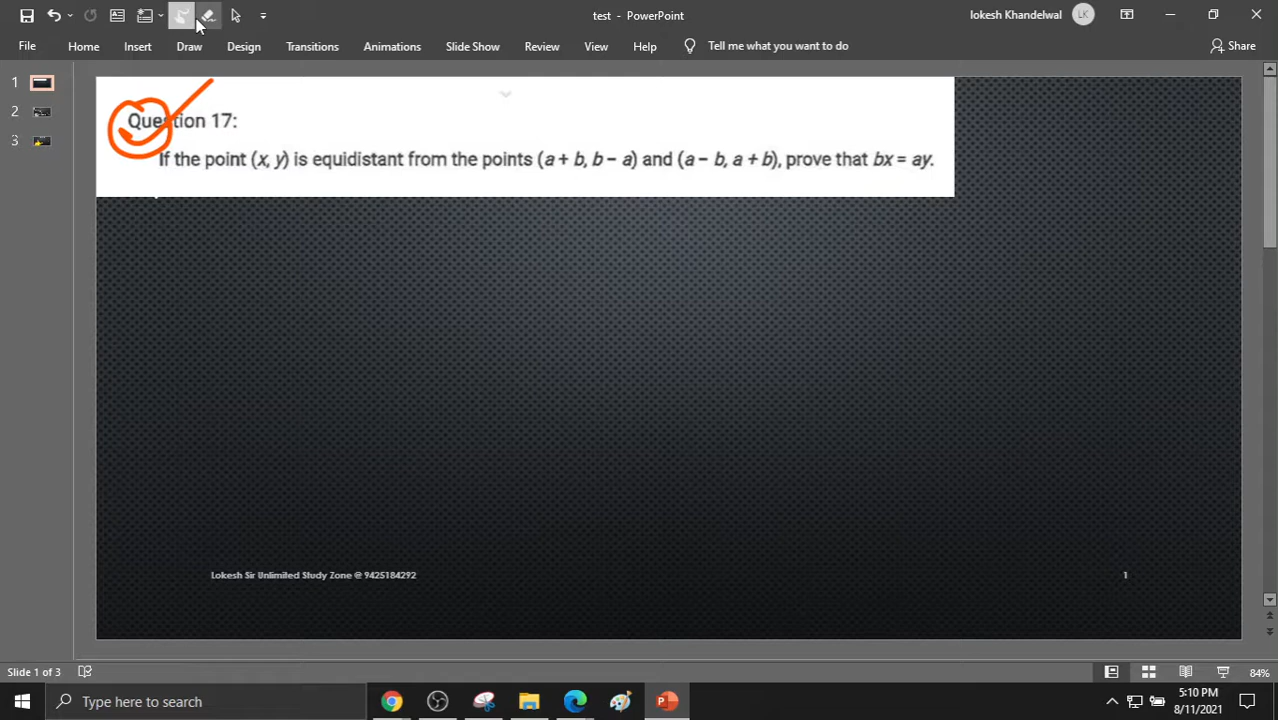 test - PowerPoint
lokesh Khandelwal
LK
File
Home
Insert
Draw
Design
Transitions
Animations
Slide Show
Review
View
Help
Tell me what you want to do
Share
1
2
3
Question 17:
If the point (x, y) is equidistant from the points (a + b, b − a) and (a − b, a + b), prove that bx = ay.
Lokesh Sir Unlimited Study Zone @ 9425184292
1
Slide 1 of 3
84%
Type here to search
5:10 PM
8/11/2021